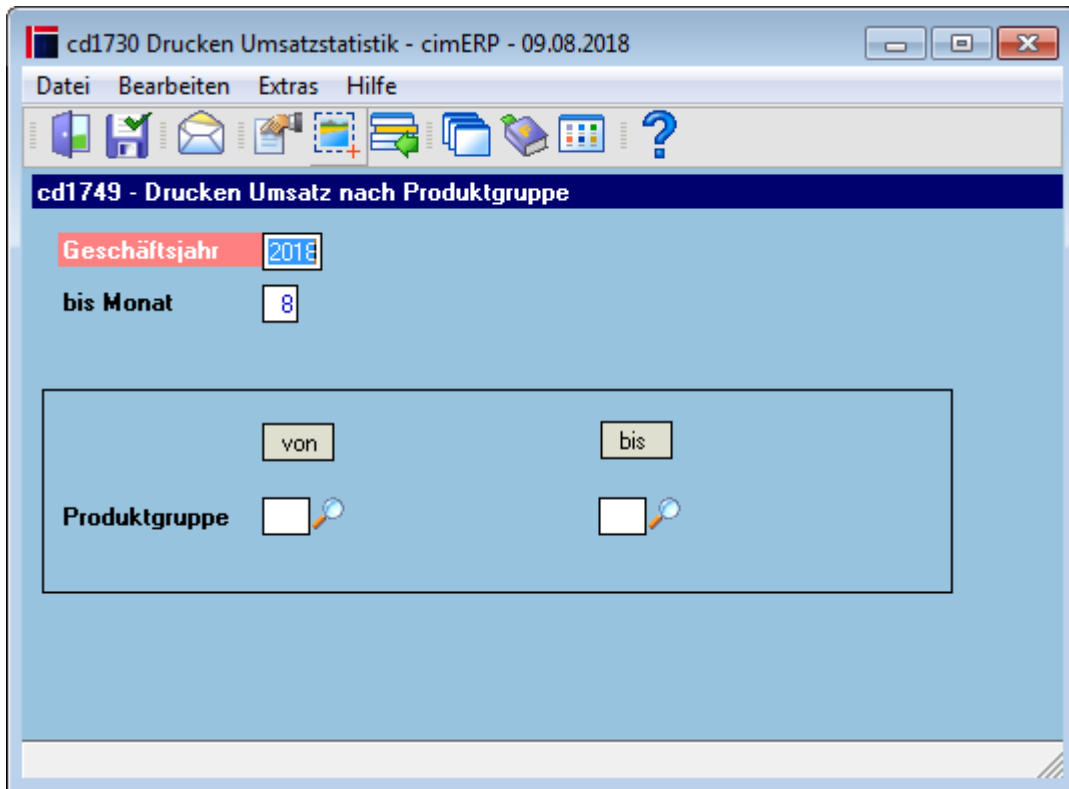 cd1730 Drucken Umsatzstatistik - cimERP - 09.08.2018
Datei Bearbeiten Extras Hilfe
cd1749 - Drucken Umsatz nach Produktgruppe
Geschäftsjahr 2018
bis Monat 8
von bis
Produktgruppe